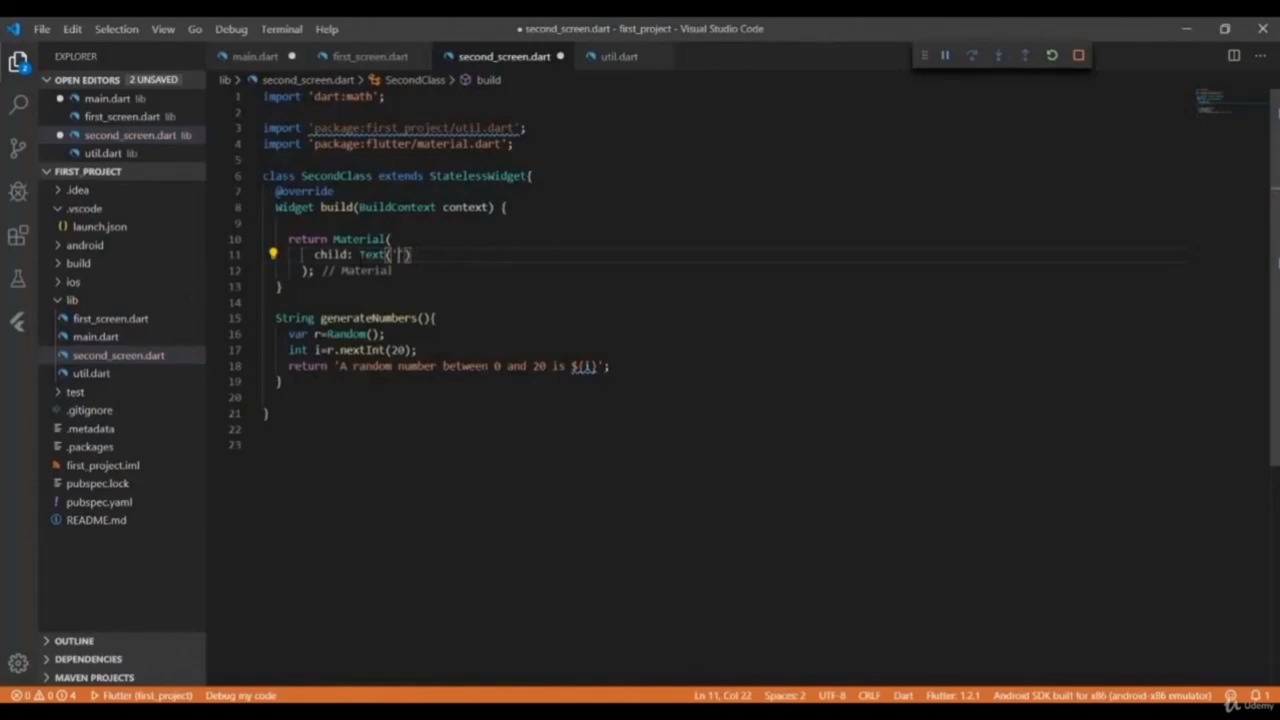 File Edit Selection View Go Debug Terminal Help
● second_screen.dart - first_project - Visual Studio Code
EXPLORER
main.dart ●
first_screen.dart
second_screen.dart ●
util.dart
OPEN EDITORS 2 UNSAVED
● main.dart lib
first_screen.dart lib
● second_screen.dart lib
util.dart lib
FIRST_PROJECT
.idea
.vscode
{} launch.json
android
build
ios
lib
first_screen.dart
main.dart
second_screen.dart
util.dart
test
.gitignore
.metadata
.packages
first_project.iml
pubspec.lock
! pubspec.yaml
README.md
OUTLINE
DEPENDENCIES
MAVEN PROJECTS
2
lib > second_screen.dart > SecondClass > build
1 import 'dart:math';
2
3 import 'package:first_project/util.dart';
4 import 'package:flutter/material.dart';
5
6 class SecondClass extends StatelessWidget{
7 @override
8 Widget build(BuildContext context) {
9
10 return Material(
11 child: Text('')
12 ); // Material
13 }
14
15 String generateNumbers(){
16 var r=Random();
17 int i=r.nextInt(20);
18 return 'A random number between 0 and 20 is ${i}';
19 }
20
21 }
22
23
0 0 4 Flutter (first_project) Debug my code Ln 11, Col 22 Spaces: 2 UTF-8 CRLF Dart Flutter: 1.2.1 Android SDK built for x86 (android-x86 emulator) 1
Udemy